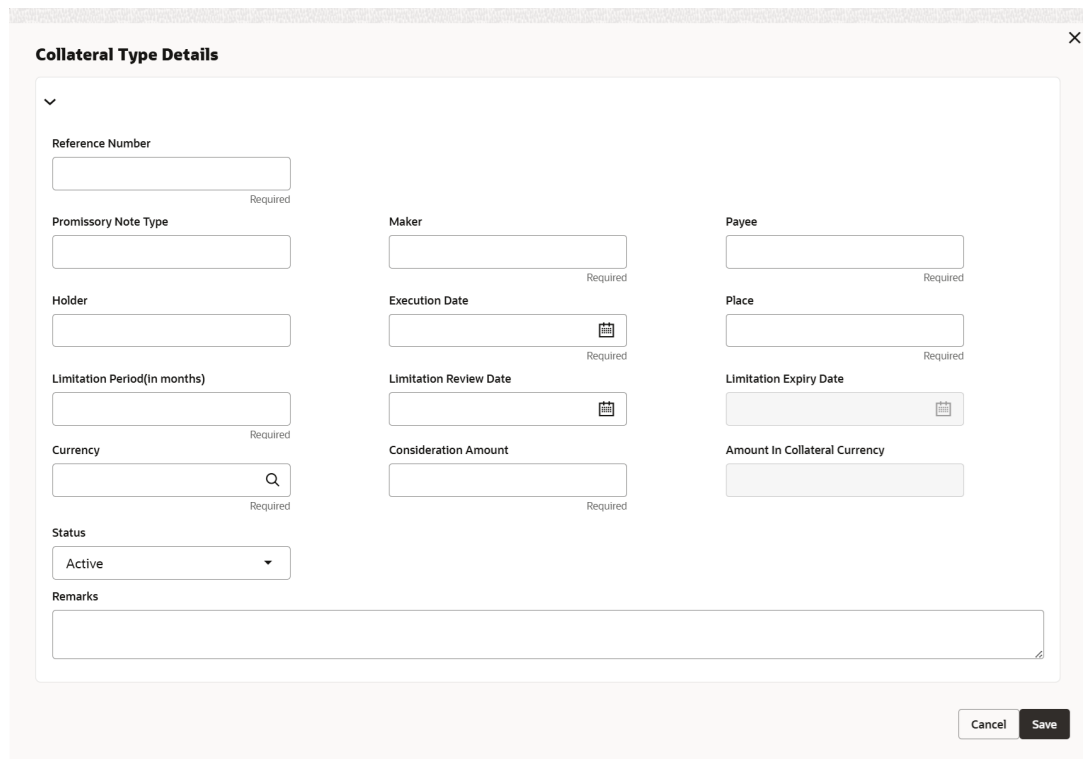 Collateral Type Details
Reference Number
Required
Promissory Note Type
Maker
Payee
Required
Required
Holder
Execution Date
Place
Required
Required
Limitation Period(in months)
Limitation Review Date
Limitation Expiry Date
Required
Currency
Consideration Amount
Amount In Collateral Currency
Required
Required
Status
Active
Remarks
Cancel
Save